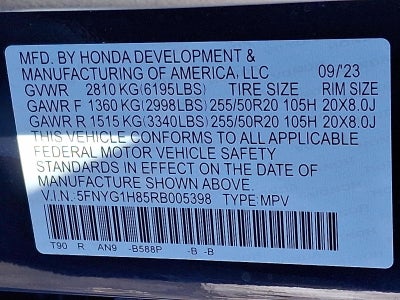 MFD. BY HONDA DEVELOPMENT &
MANUFACTURING OF AMERICA, LLC 09/'23
GVWR 2810 KG(6195LBS) TIRE SIZE RIM SIZE
GAWR F 1360 KG(2998LBS) 255/50R20 105H 20X8.0J
GAWR R 1515 KG(3340LBS) 255/50R20 105H 20X8.0J
THIS VEHICLE CONFORMS TO ALL APPLICABLE
FEDERAL MOTOR VEHICLE SAFETY
STANDARDS IN EFFECT ON THE DATE OF
MANUFACTURE SHOWN ABOVE.
V.I.N.:5FNYG1H85RB005398 TYPE:MPV
T90 R AN9 -B588P -B -B